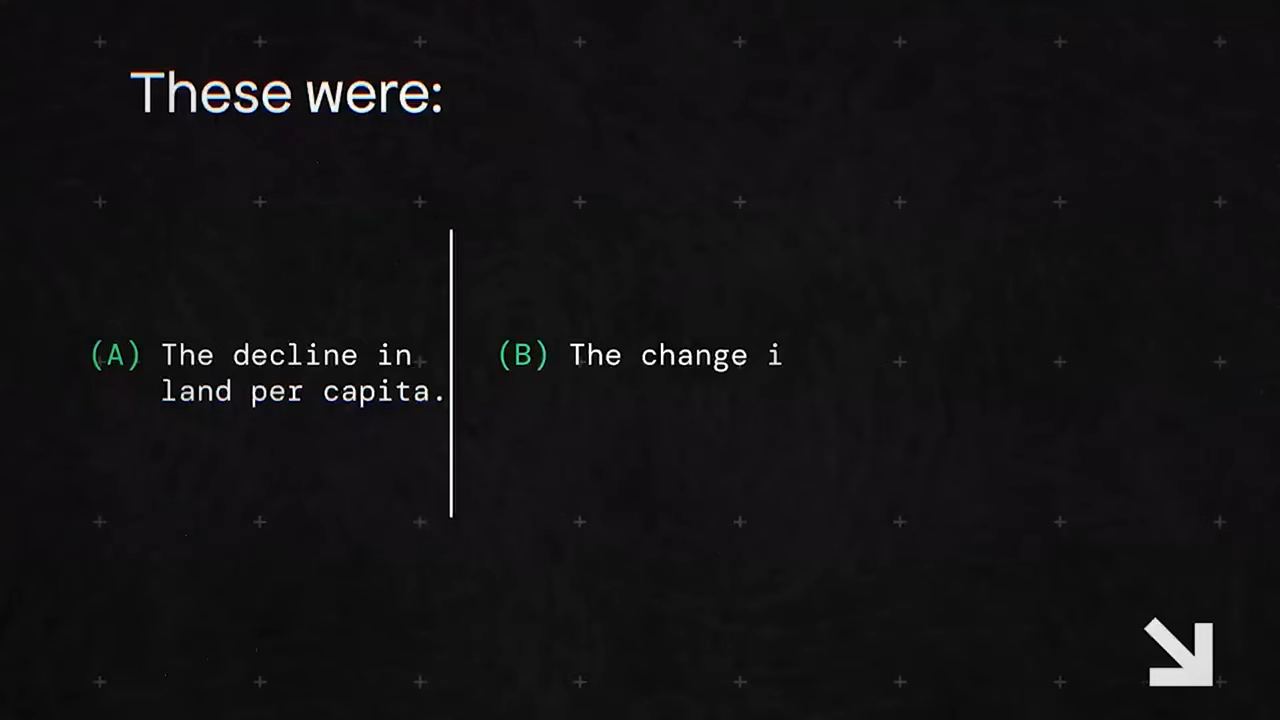 These were:
(A) The decline in
land per capita.
(B) The change i